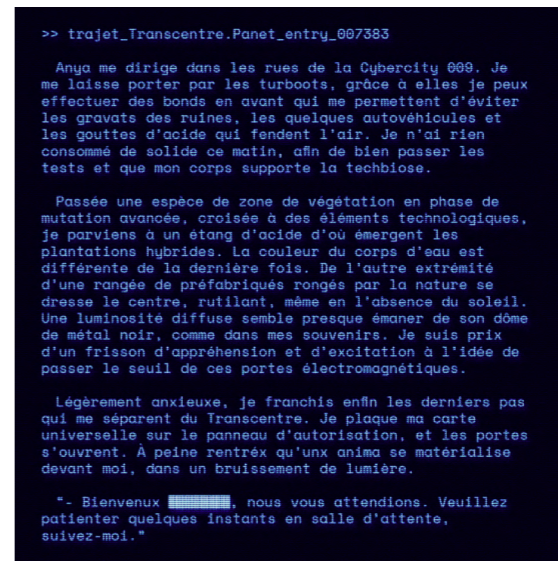 >> trajet_Transcentre.Panet_entry_007383
Anya me dirige dans les rues de la Cybercity 009. Je
me laisse porter par les turboots, grâce à elles je peux
effectuer des bonds en avant qui me permettent d'éviter
les gravats des ruines, les quelques autovéhicules et
les gouttes d'acide qui fendent l'air. Je n'ai rien
consommé de solide ce matin, afin de bien passer les
tests et que mon corps supporte la techbiose.
Passée une espèce de zone de végétation en phase de
mutation avancée, croisée à des éléments technologiques,
je parviens à un étang d'acide d'où émergent les
plantations hybrides. La couleur du corps d'eau est
différente de la dernière fois. De l'autre extrémité
d'une rangée de préfabriqués rongés par la nature se
dresse le centre, rutilant, même en l'absence du soleil.
Une luminosité diffuse semble presque émaner de son dôme
de métal noir, comme dans mes souvenirs. Je suis prix
d'un frisson d'appréhension et d'excitation à l'idée de
passer le seuil de ces portes électromagnétiques.
Légèrement anxieuxe, je franchis enfin les derniers pas
qui me séparent du Transcentre. Je plaque ma carte
universelle sur le panneau d'autorisation, et les portes
s'ouvrent. À peine rentréx qu'unx anima se matérialise
devant moi, dans un bruissement de lumière.
"- Bienvenux ▓▓▓▓▓▓▓, nous vous attendions. Veuillez
patienter quelques instants en salle d'attente,
suivez-moi."